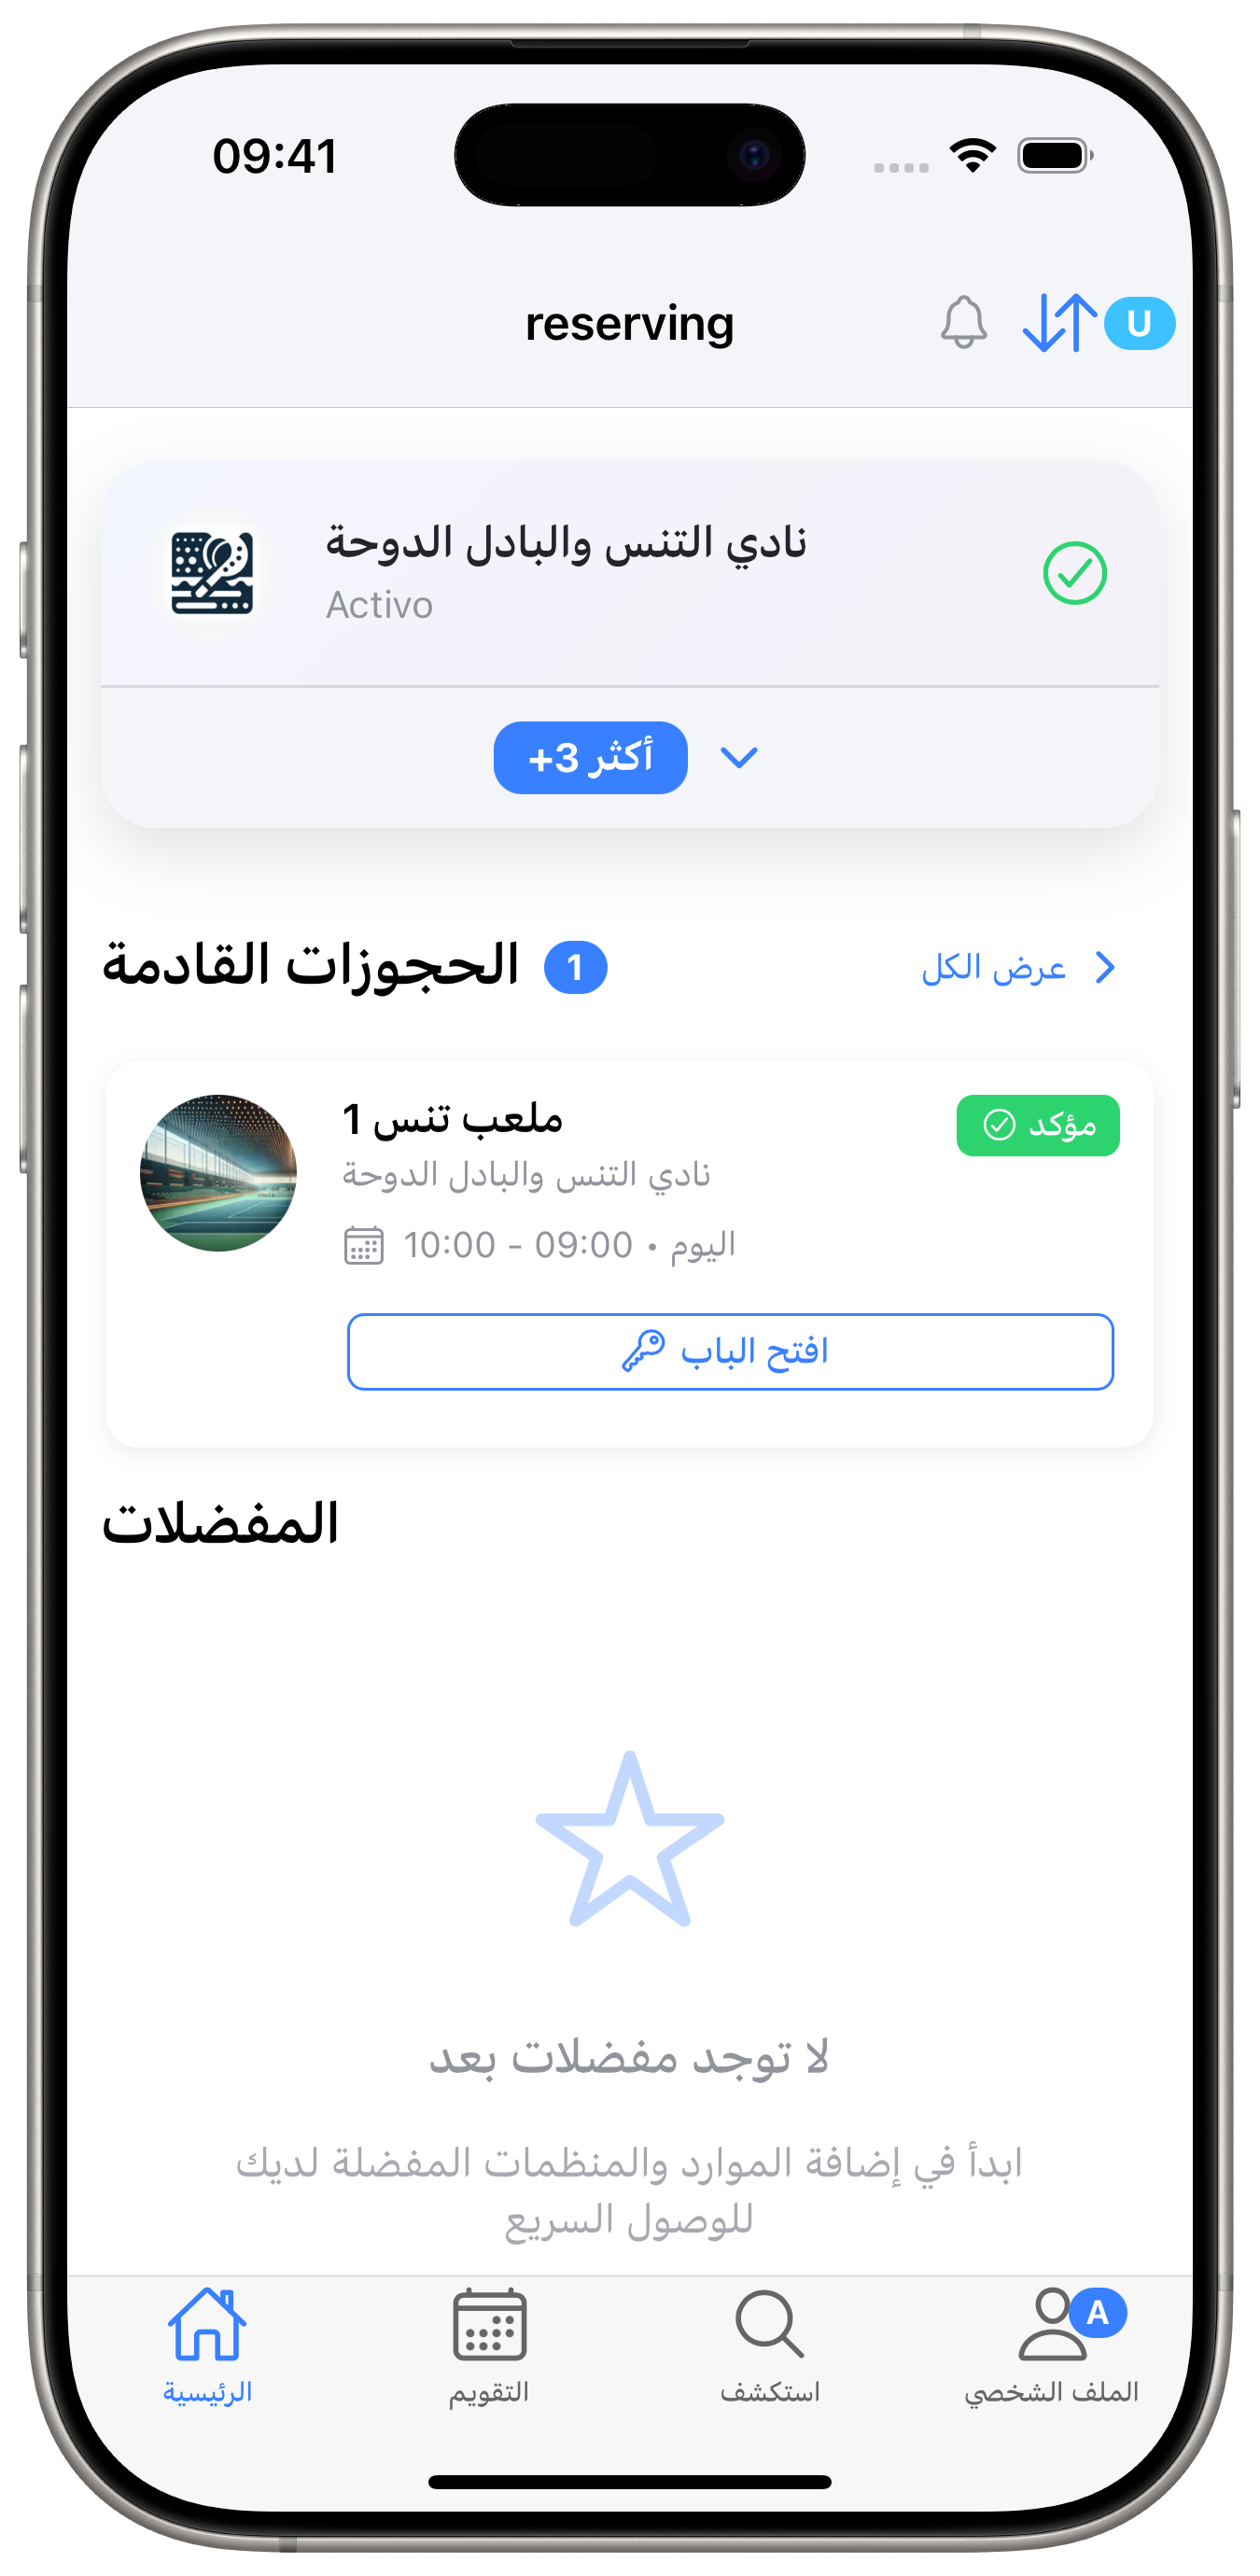 09:41
reserving
U
نادي التنس والبادل الدوحة
Activo
أكثر 3+
الحجوزات القادمة
1
عرض الكل
ملعب تنس 1
مؤكد
نادي التنس والبادل الدوحة
اليوم • 09:00 - 10:00
افتح الباب
المفضلات
لا توجد مفضلات بعد
ابدأ في إضافة الموارد والمنظمات المفضلة لديك
للوصول السريع
الرئيسية
التقويم
استكشف
A
الملف الشخصي